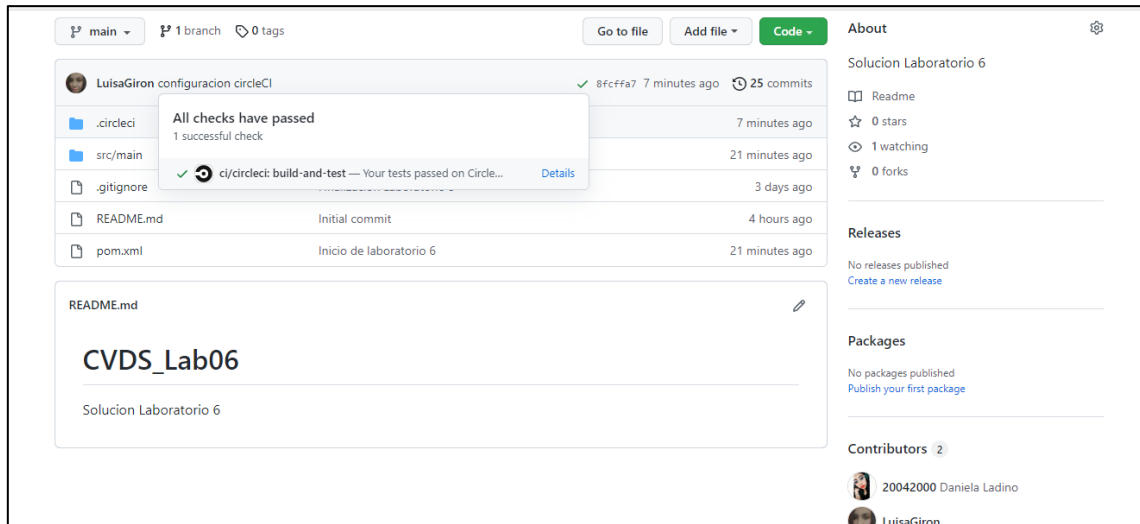 main 1 branch 0 tags Go to file Add file Code
LuisaGiron configuracion circleCI 8fcffa7 7 minutes ago 25 commits
All checks have passed
1 successful check
ci/circleci: build-and-test — Your tests passed on Circle... Details
.circleci 7 minutes ago
src/main 21 minutes ago
.gitignore 3 days ago
README.md Initial commit 4 hours ago
pom.xml Inicio de laboratorio 6 21 minutes ago
README.md
CVDS_Lab06
Solucion Laboratorio 6
About
Solucion Laboratorio 6
Readme
0 stars
1 watching
0 forks
Releases
No releases published
Create a new release
Packages
No packages published
Publish your first package
Contributors 2
20042000 Daniela Ladino
LuisaGiron